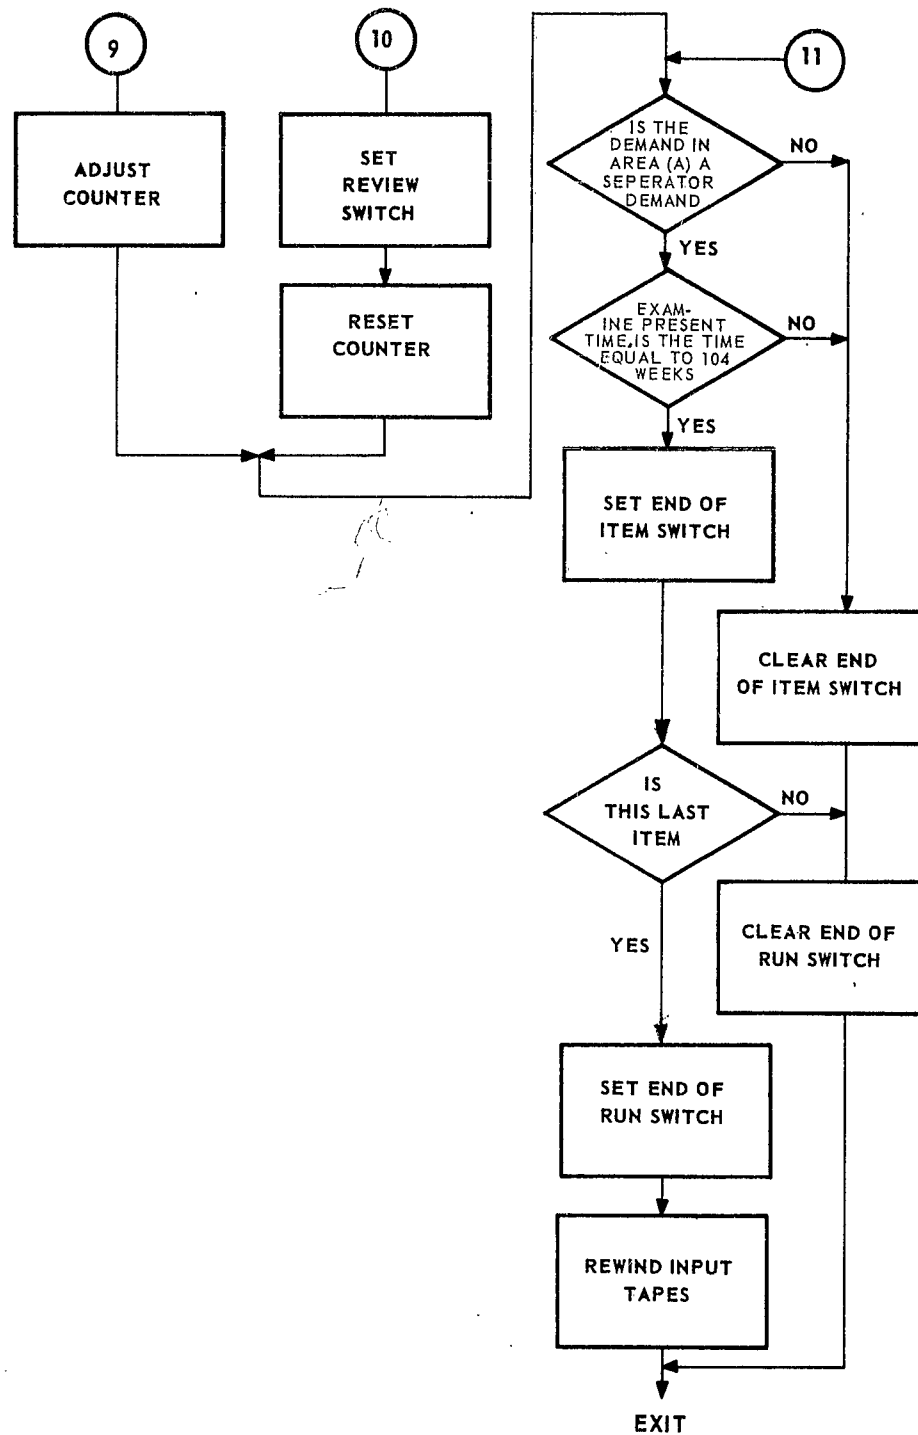 9
ADJUST
COUNTER
10
SET
REVIEW
SWITCH
RESET
COUNTER
11
IS THE
DEMAND IN
AREA (A) A
SEPERATOR
DEMAND
NO
YES
EXAM-
INE PRESENT
TIME, IS THE TIME
EQUAL TO 104
WEEKS
NO
YES
SET END OF
ITEM SWITCH
CLEAR END
OF ITEM SWITCH
IS
THIS LAST
ITEM
NO
YES
CLEAR END OF
RUN SWITCH
SET END OF
RUN SWITCH
REWIND INPUT
TAPES
EXIT